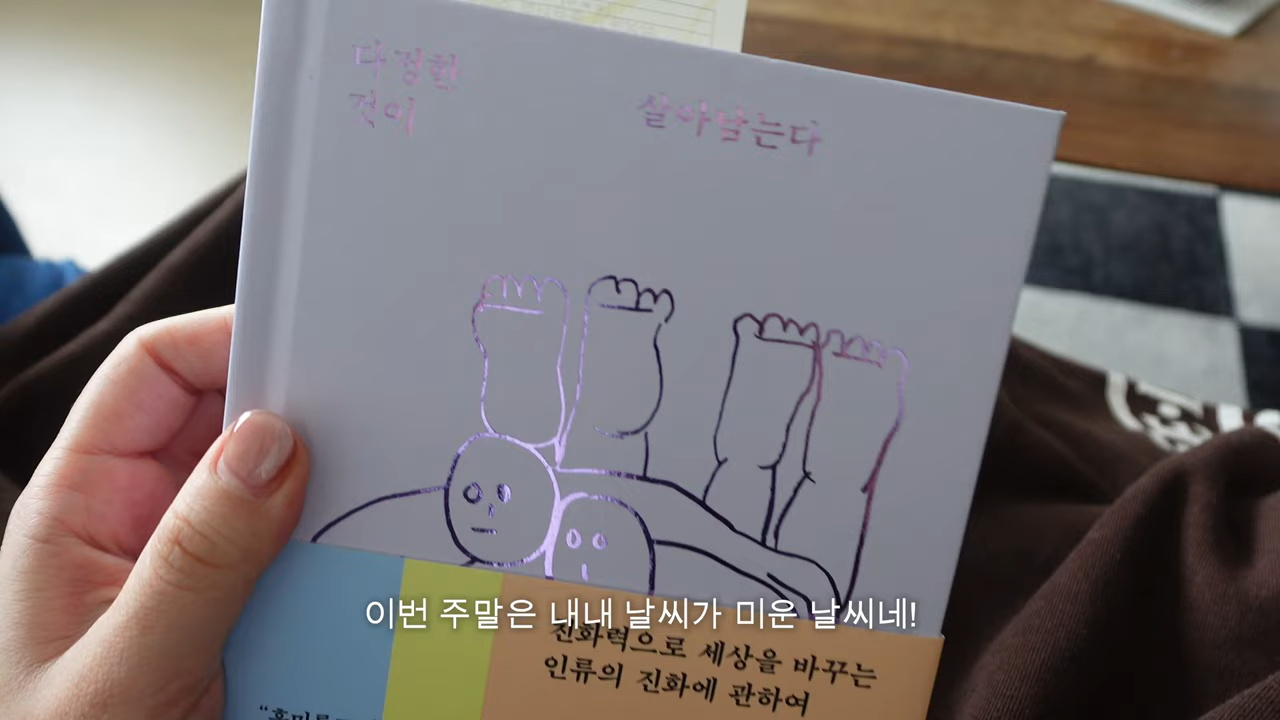 다정한
것이
살아남는다
이번 주말은 내내 날씨가 미운 날씨네!
친화력으로 세상을 바꾸는
인류의 진화에 관하여